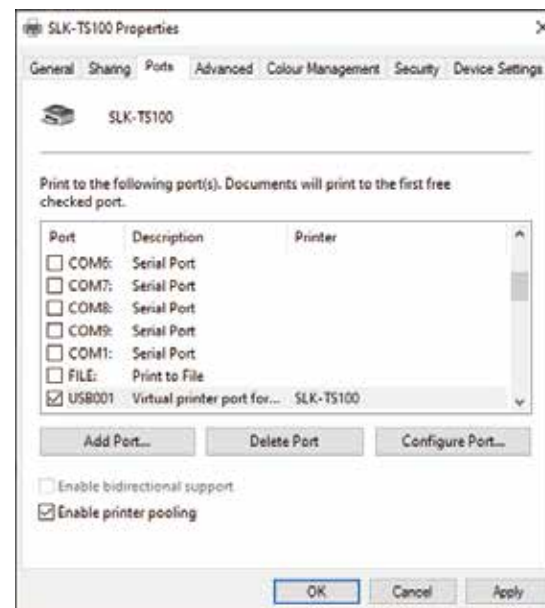 SLK-TS100 Properties
General Sharing Ports Advanced Colour Management Security Device Settings
SLK-TS100
Print to the following port(s). Documents will print to the first free
checked port.
Port Description Printer
COM6: Serial Port
COM7: Serial Port
COM8: Serial Port
COM9: Serial Port
COM1: Serial Port
FILE: Print to File
USB001 Virtual printer port for... SLK-TS100
Add Port... Delete Port Configure Port...
Enable bidirectional support
Enable printer pooling
OK Cancel Apply